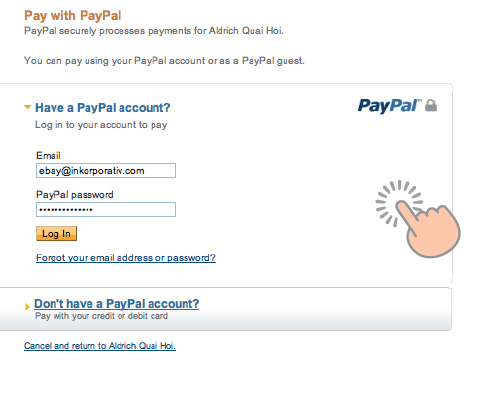 Pay with PayPal
PayPal securely processes payments for Aldrich Quai Hoi.
You can pay using your PayPal account or as a PayPal guest.
Have a PayPal account?
PayPal
Log in to your account to pay
Email
ebay@inkorporativ.com
PayPal password
••••••••••••••
Log In
Forgot your email address or password?
Don't have a PayPal account?
Pay with your credit or debit card
Cancel and return to Aldrich Quai Hoi.